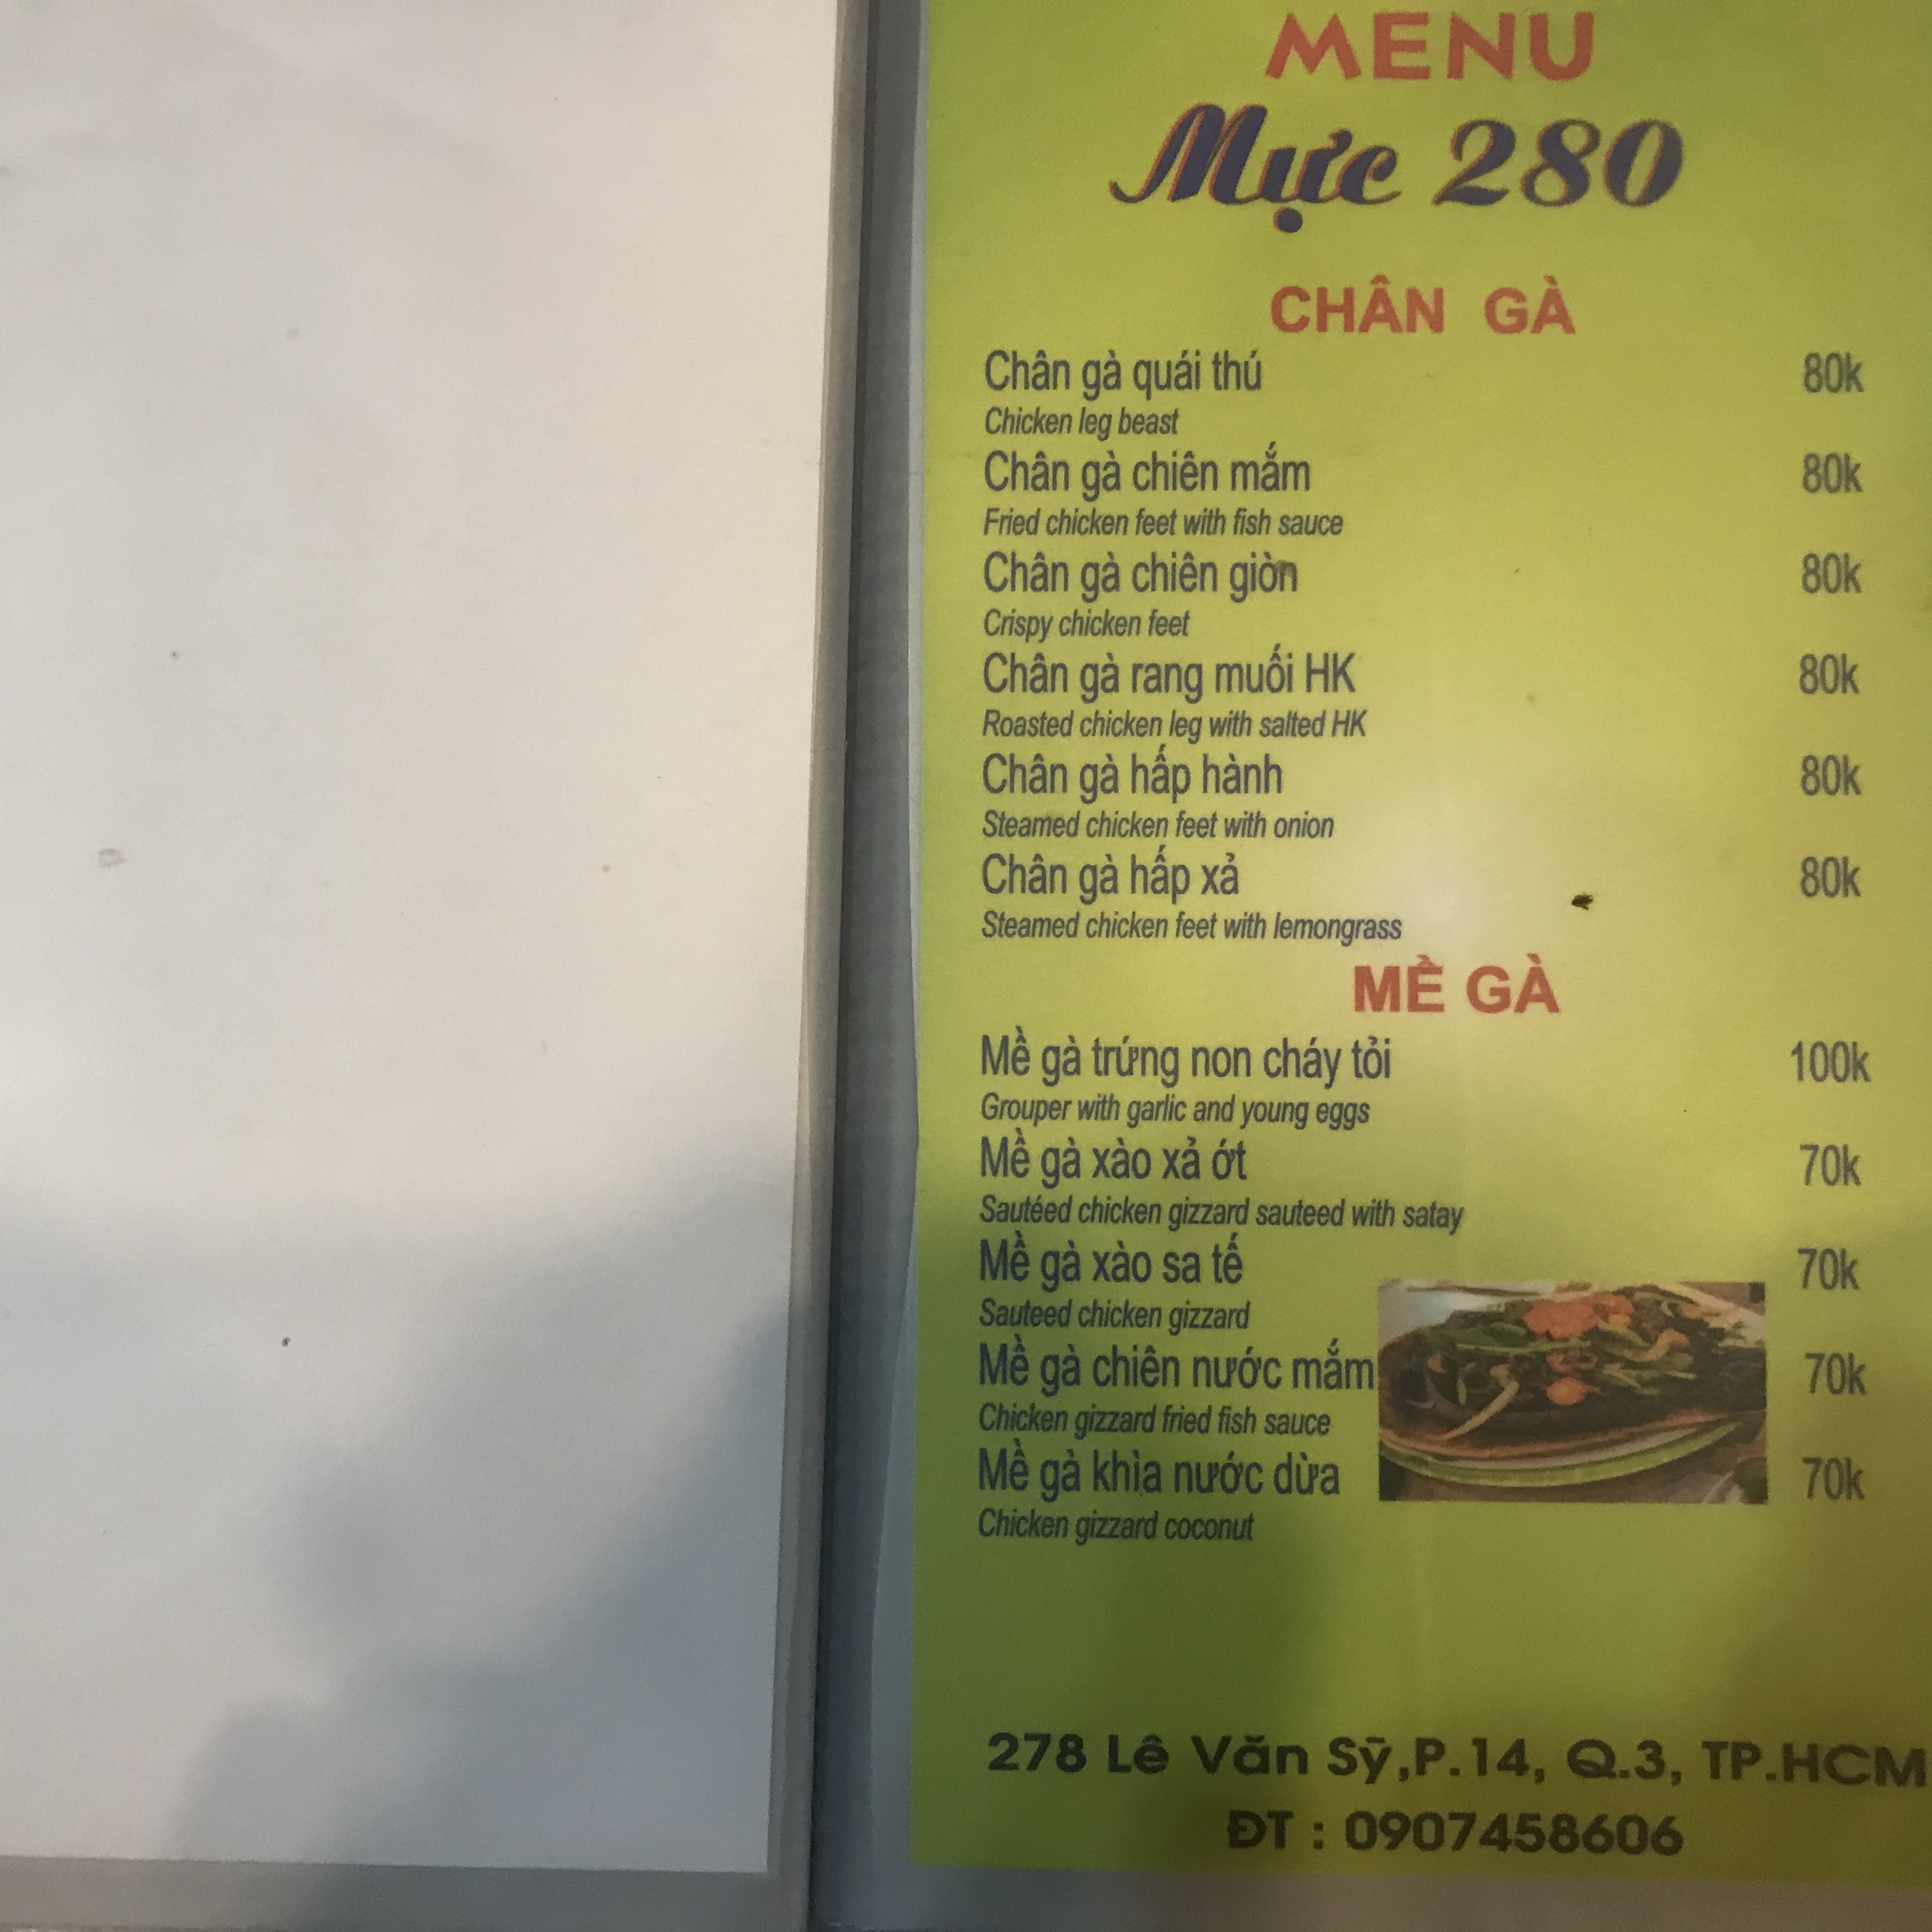 MENU
Mực 280
CHÂN GÀ
Chân gà quái thú 80k
Chicken leg beast
Chân gà chiên mắm 80k
Fried chicken feet with fish sauce
Chân gà chiên giòn 80k
Crispy chicken feet
Chân gà rang muối HK 80k
Roasted chicken leg with salted HK
Chân gà hấp hành 80k
Steamed chicken feet with onion
Chân gà hấp xả 80k
Steamed chicken feet with lemongrass
MỀ GÀ
Mề gà trứng non cháy tỏi 100k
Grouper with garlic and young eggs
Mề gà xào xả ớt 70k
Sautéed chicken gizzard sauteed with satay
Mề gà xào sa tế 70k
Sauteed chicken gizzard
Mề gà chiên nước mắm 70k
Chicken gizzard fried fish sauce
Mề gà khìa nước dừa 70k
Chicken gizzard coconut
278 Lê Văn Sỹ,P.14, Q.3, TP.HCM
ĐT : 0907458606